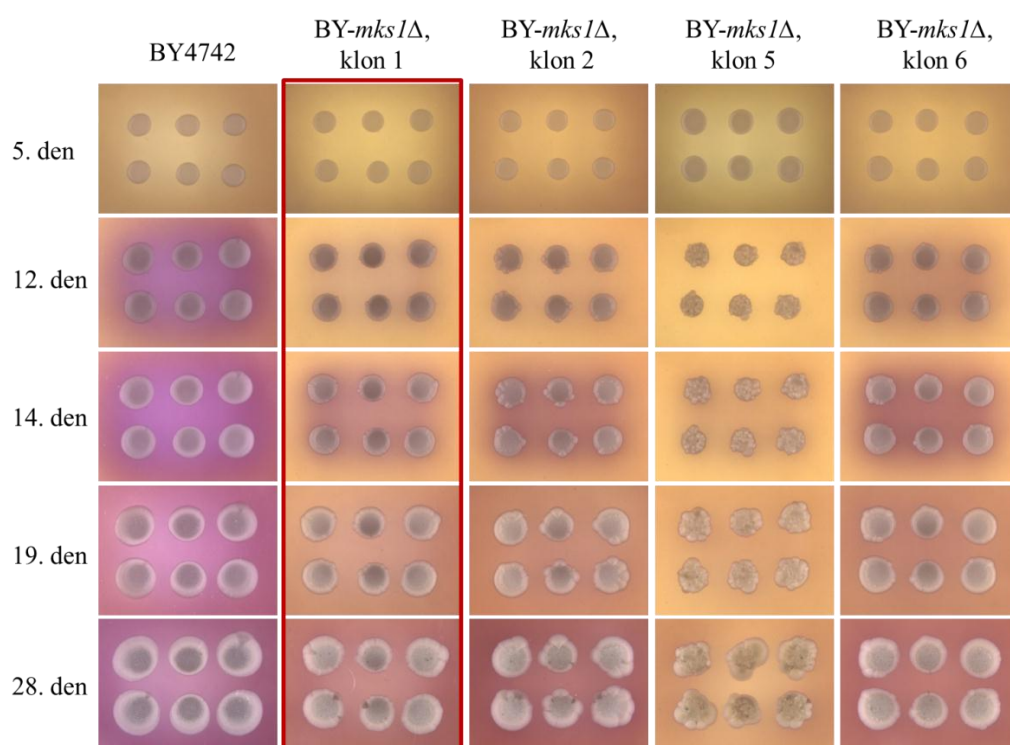 BY4742
BY-mks1Δ,
klon 1
BY-mks1Δ,
klon 2
BY-mks1Δ,
klon 5
BY-mks1Δ,
klon 6
5. den
12. den
14. den
19. den
28. den